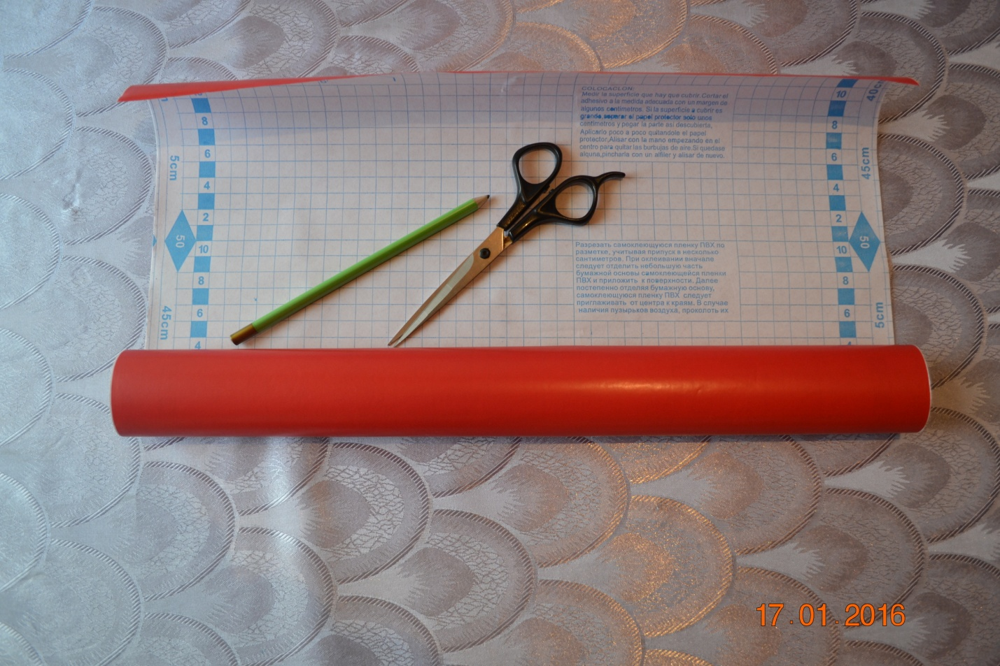 COLOCACLON:
Medir la superficie que hay que cubrir.Cortar el
adhesivo a la medida adecuada con un margen de
algunos centimetros. Si la superficie a cubrir es
grande,separar el papel protector solo unos
centimetros y pegar la parte asi descubierta,
Aplicarlo poco a poco quitandole el papel
protector,Alisar con la mano empezando en el
centro para quitar las burbujas de aire.Si quedase
alguna,pincharla con un alfiler y alisar de nuevo.
Разрезать самоклеющуюся пленку ПВХ по
разметке, учитывая припуск в несколько
сантиметров. При оклеивании вначале
следует отделить небольшую часть
бумажной основы самоклеющейся пленки
ПВХ и приложить к поверхности. Далее
постепенно отделяя бумажную основу,
самоклеющуюся пленку ПВХ следует
приглаживать от центра к краям. В случае
наличия пузырьков воздуха, проколоть их
8
6
4
2
10
8
6
4
5cm
50
45cm
10
8
6
4
2
10
8
6
40cm
45cm
50
5cm
17.01.2016